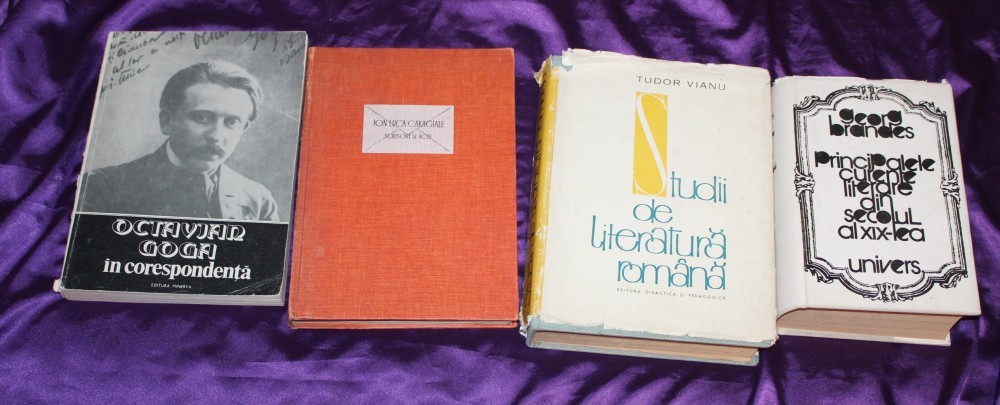 OCTAVIAN
GOGA
în corespondență
EDITURA MINERVA
ION LUCA CARAGIALE
SCRISORI ȘI ACTE
TUDOR VIANU
Studii
de
literatură
română
EDITURA DIDACTICĂ ȘI PEDAGOGICĂ
georg
brandes
principalele
curente
literare
din
secolul
al xix-lea
univers